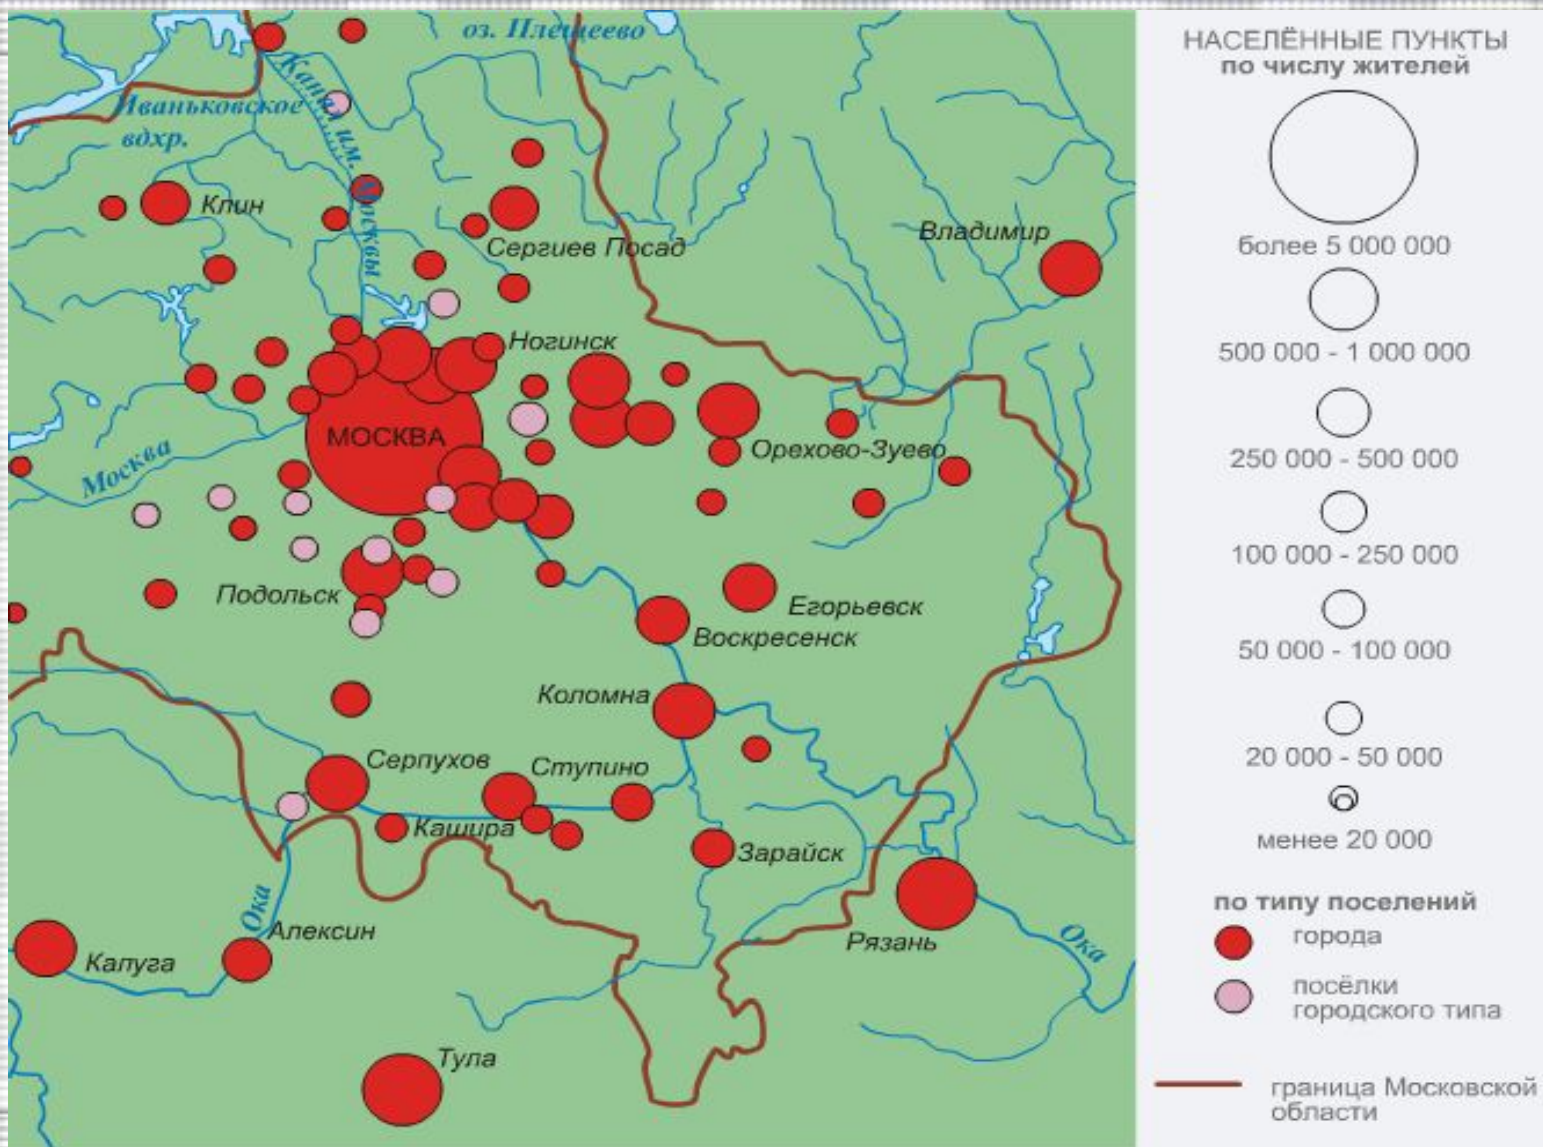 оз. Плещеево
Канал им. Москвы
Иваньковское
вдхр.
Клин
Сергиев Посад
Владимир
Ногинск
МОСКВА
Москва
Орехово-Зуево
Подольск
Егорьевск
Воскресенск
Коломна
Серпухов
Ступино
Кашира
Зарайск
Ока
Алексин
Калуга
Рязань
Ока
Тула
НАСЕЛЁННЫЕ ПУНКТЫ
по числу жителей
более 5 000 000
500 000 - 1 000 000
250 000 - 500 000
100 000 - 250 000
50 000 - 100 000
20 000 - 50 000
менее 20 000
по типу поселений
города
посёлки
городского типа
граница Московской
области